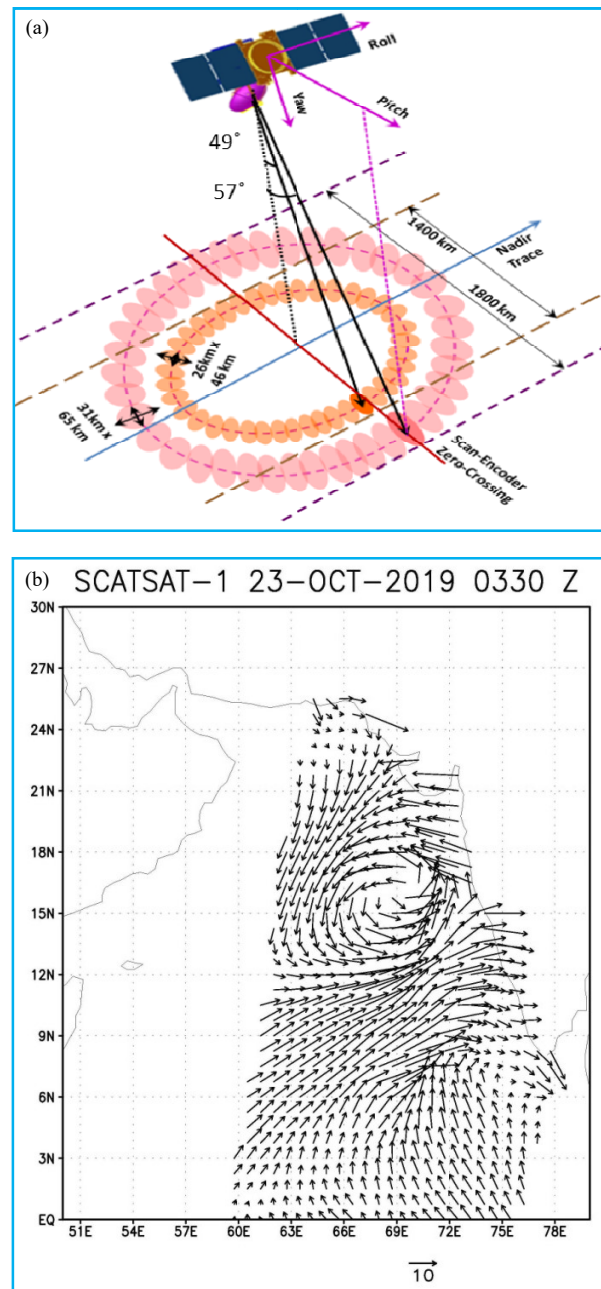 (a)
Roll
Yaw
Pitch
49°
57°
1400 km
1800 km
Nadir
Trace
26km x
46 km
31km x
65 km
Scan-Encoder
Zero-Crossing
(b)
SCATSAT-1 23-OCT-2019 0330 Z
30N
27N
24N
21N
18N
15N
12N
9N
6N
3N
EQ
51E 54E 57E 60E 63E 66E 69E 72E 75E 78E
10